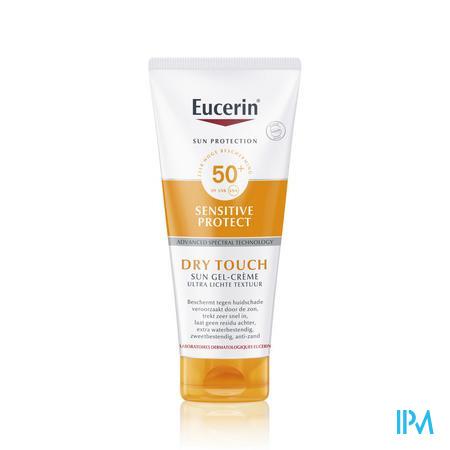 Eucerin®
SUN PROTECTION
ZEER HOGE BESCHERMING
50+
SENSITIVE
PROTECT
ADVANCED SPECTRAL TECHNOLOGY
DRY TOUCH
SUN GEL-CRÈME
ULTRA LICHTE TEXTUUR
Beschermt tegen huidschade
veroorzaakt door de zon,
trekt zeer snel in,
laat geen residu achter,
extra waterbestendig,
zweetbestendig, anti-zand
LABORATOIRES DERMATOLOGIQUES EUCERIN
IPM